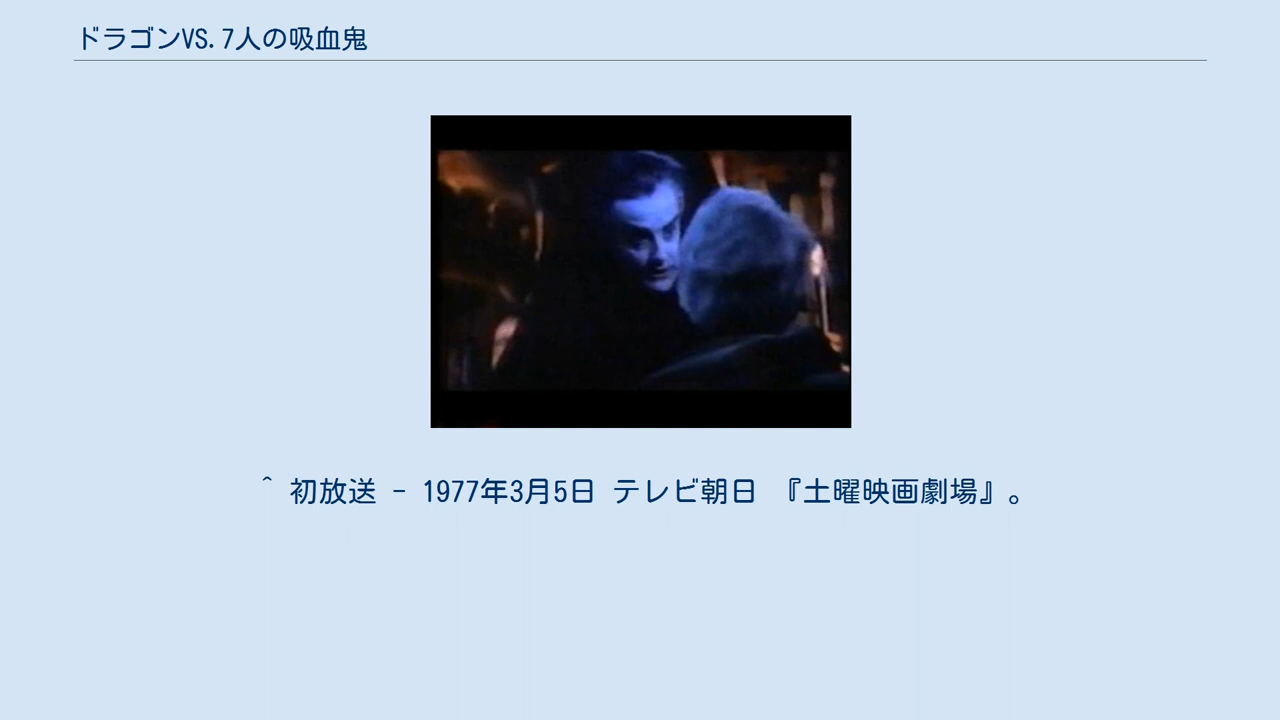 ドラゴンVS.7人の吸血鬼
^ 初放送 - 1977年3月5日 テレビ朝日 『土曜映画劇場』。